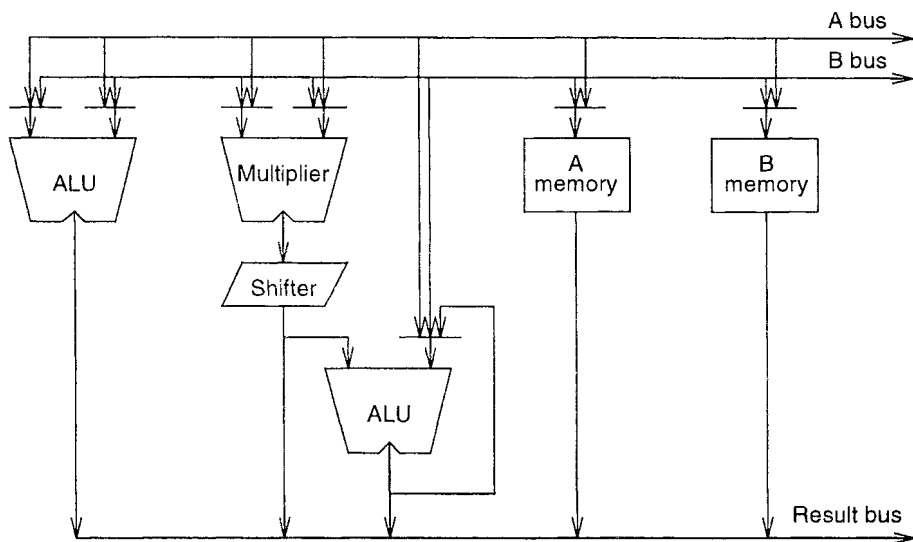 A bus
B bus
ALU
Multiplier
A
memory
B
memory
Shifter
ALU
Result bus